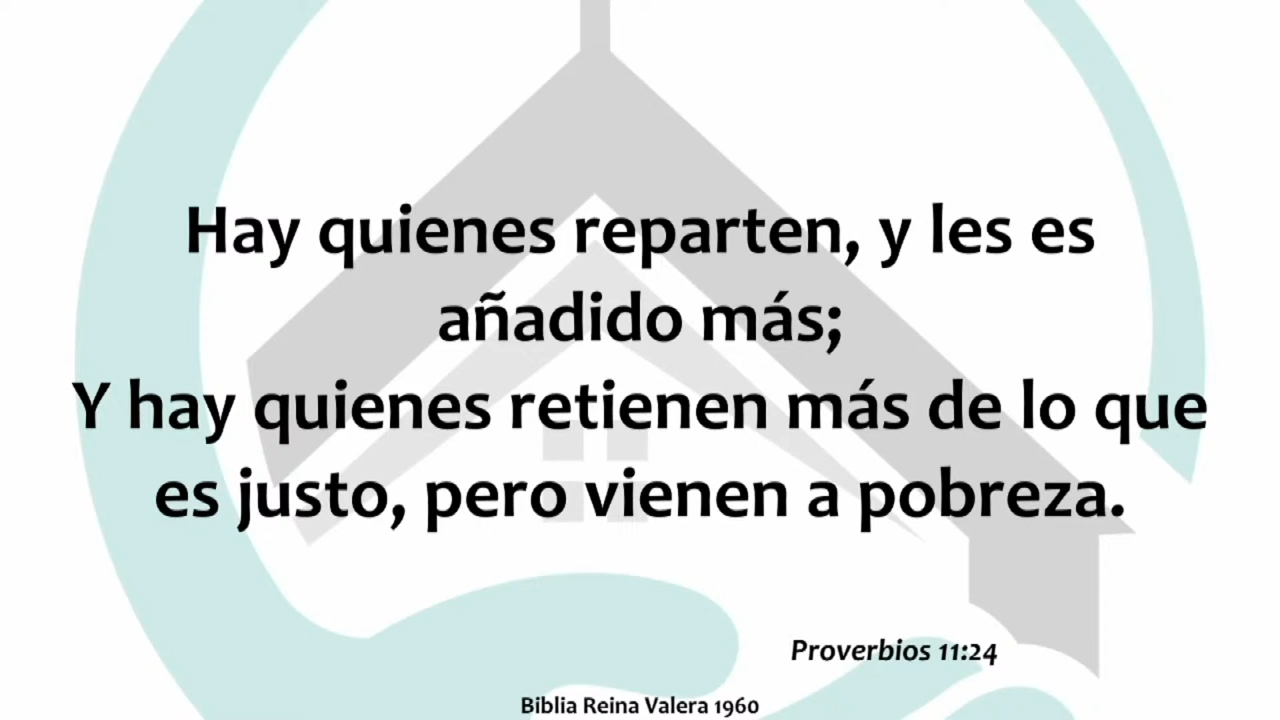 Hay quienes reparten, y les es
añadido más;
Y hay quienes retienen más de lo que
es justo, pero vienen a pobreza.
Proverbios 11:24
Biblia Reina Valera 1960